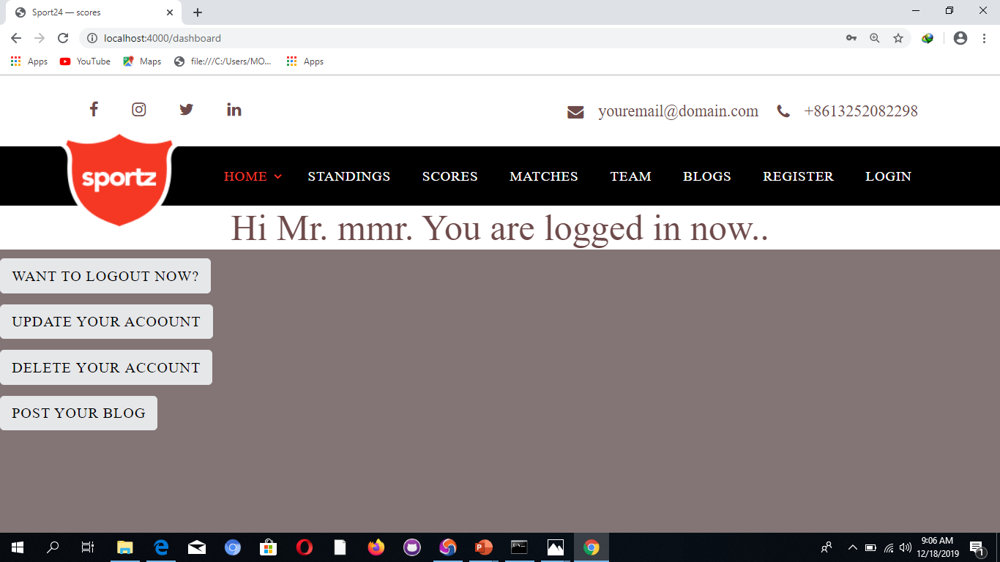 Sport24 — scores
localhost:4000/dashboard
Apps YouTube Maps file:///C:/Users/MO... Apps
youremail@domain.com +8613252082298
sportz
HOME STANDINGS SCORES MATCHES TEAM BLOGS REGISTER LOGIN
Hi Mr. mmr. You are logged in now..
WANT TO LOGOUT NOW?
UPDATE YOUR ACOOUNT
DELETE YOUR ACCOUNT
POST YOUR BLOG
9:06 AM
12/18/2019
1